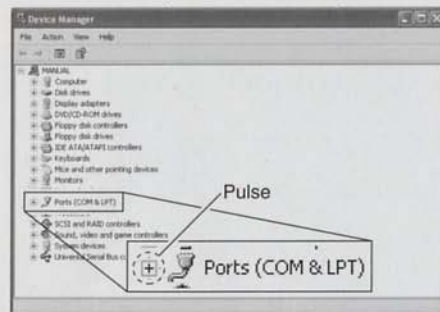 Device Manager
File Action View Help
MANUAL
Computer
Disk drives
Display adapters
DVD/CD-ROM drives
Floppy disk controllers
Floppy disk drives
IDE ATA/ATAPI controllers
Keyboards
Mice and other pointing devices
Monitors
Ports (COM & LPT)
Pulse
SCSI and RAID controllers
Sound, video and game controllers
System devices
Universal Serial Bus c
Ports (COM & LPT)